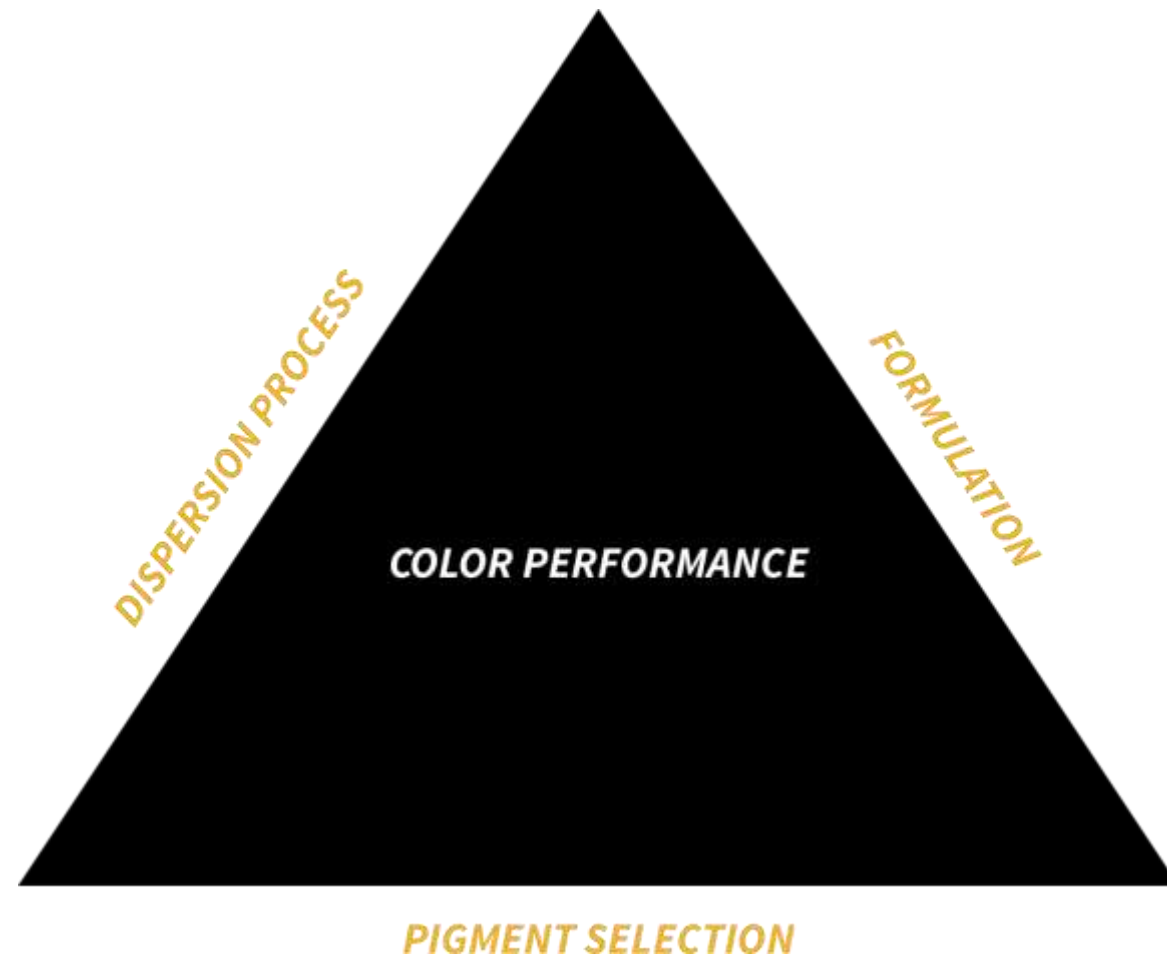 DISPERSION PROCESS
FORMULATION
COLOR PERFORMANCE
PIGMENT SELECTION